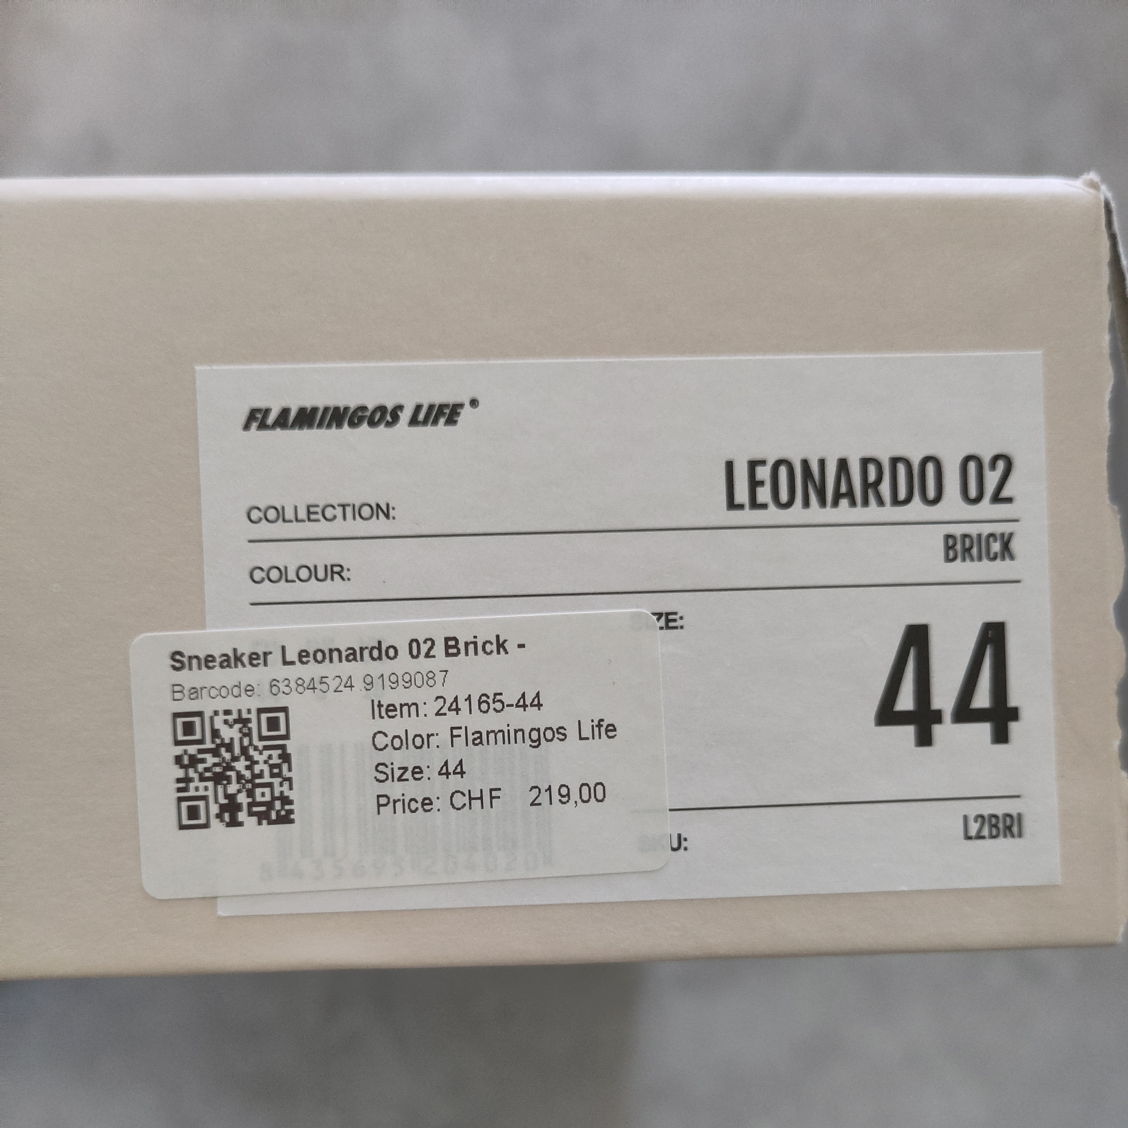 FLAMINGOS LIFE®
LEONARDO 02
COLLECTION:
BRICK
COLOUR:
ZE:
44
Sneaker Leonardo 02 Brick -
Barcode: 6384524.9199087
Item: 24165-44
Color: Flamingos Life
Size: 44
Price: CHF 219,00
L2BRI
U: